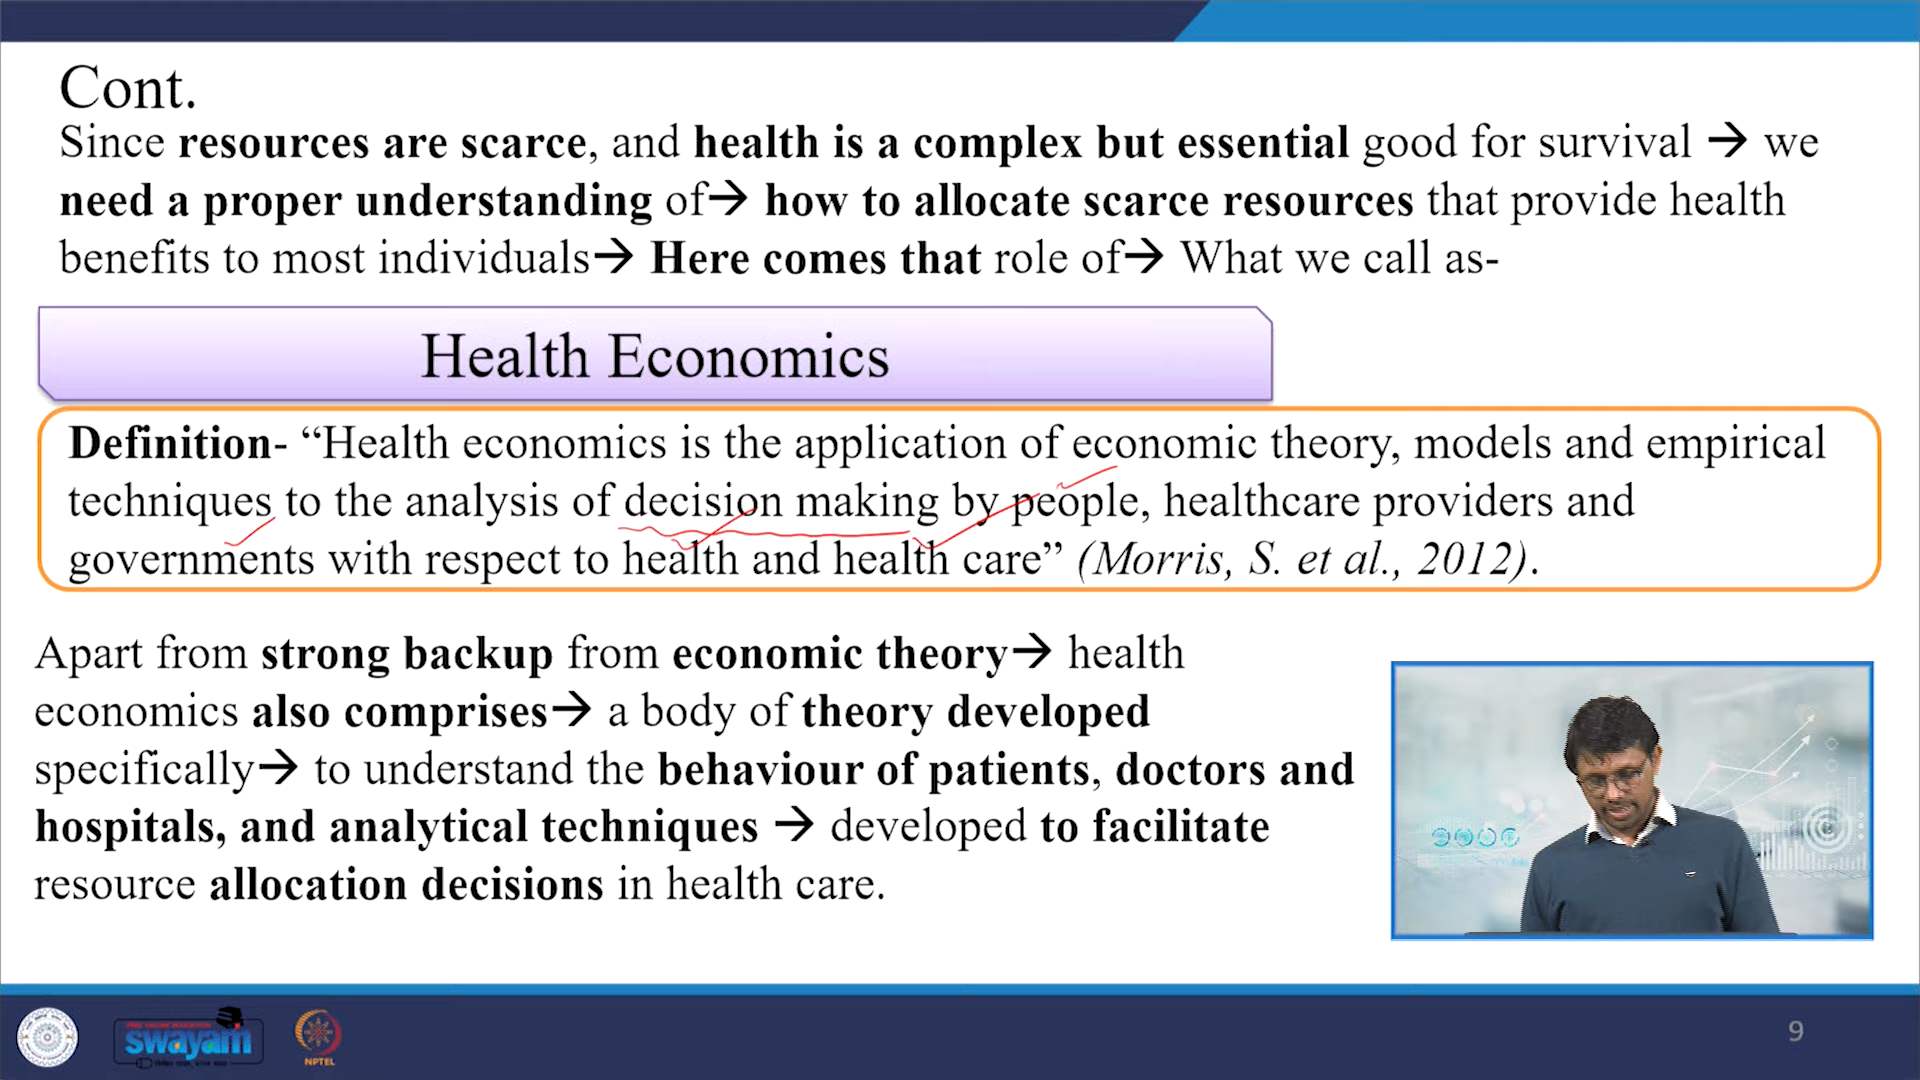 Cont.
Since resources are scarce, and health is a complex but essential good for survival → we
need a proper understanding of→ how to allocate scarce resources that provide health
benefits to most individuals→ Here comes that role of→ What we call as-
Health Economics
Definition- “Health economics is the application of economic theory, models and empirical
techniques to the analysis of decision making by people, healthcare providers and
governments with respect to health and health care” (Morris, S. et al., 2012).
Apart from strong backup from economic theory→ health
economics also comprises→ a body of theory developed
specifically→ to understand the behaviour of patients, doctors and
hospitals, and analytical techniques → developed to facilitate
resource allocation decisions in health care.
swayam
NPTEL
9